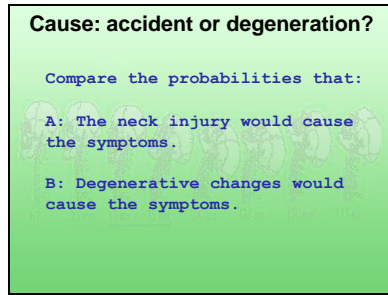 Cause: accident or degeneration?
Compare the probabilities that:
A: The neck injury would cause
the symptoms.
B: Degenerative changes would
cause the symptoms.